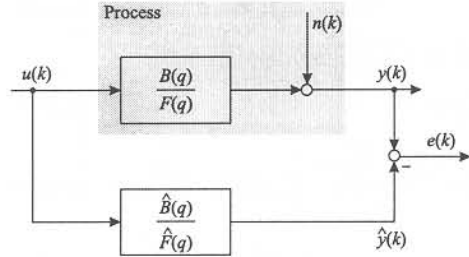 Process
n(k)
u(k)
B(q)
F(q)
y(k)
e(k)
−
B̂(q)
F̂(q)
ŷ(k)